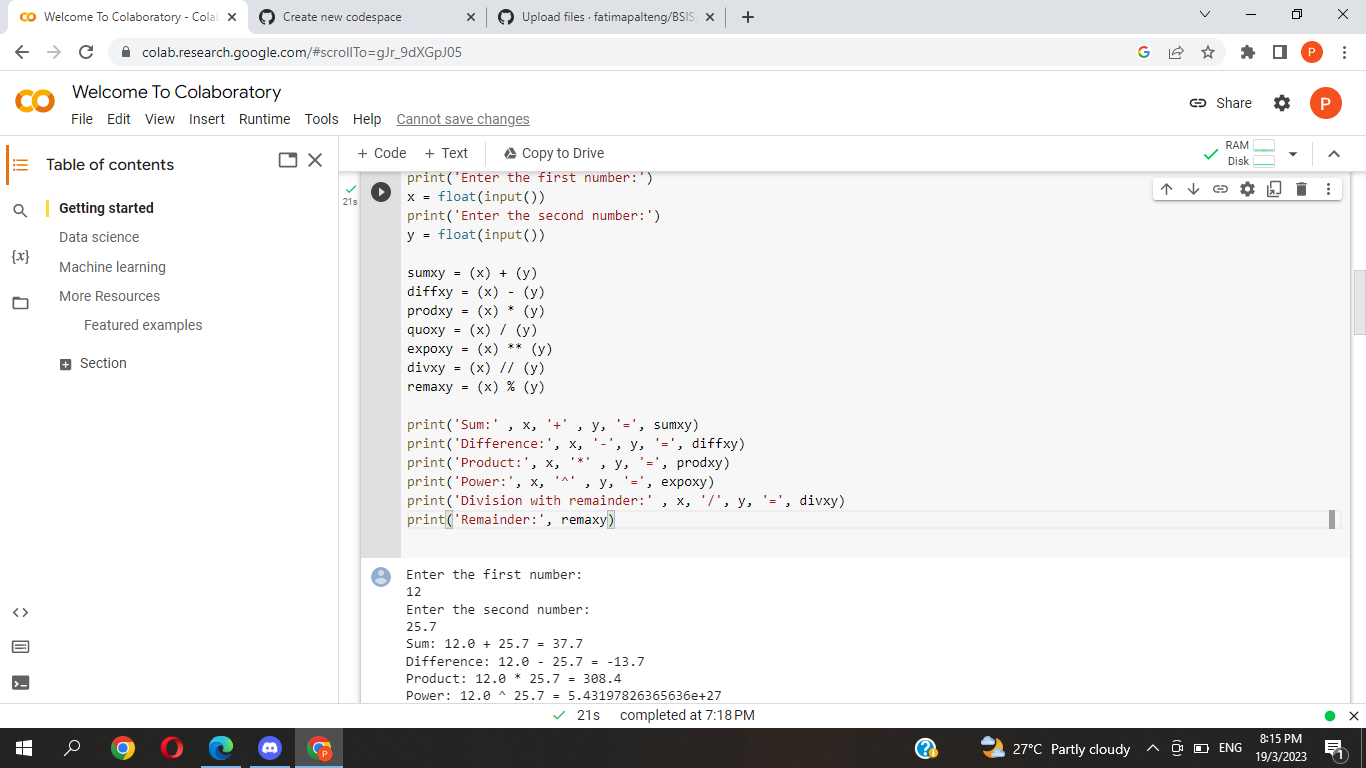 Welcome To Colaboratory - Cola
Create new codespace
Upload files · fatimapalteng/BSIS
colab.research.google.com/#scrollTo=gJr_9dXGpJ05
P
Welcome To Colaboratory
File Edit View Insert Runtime Tools Help Cannot save changes
Share
P
Table of contents
+ Code + Text Copy to Drive
RAM
Disk
Getting started
Data science
Machine learning
More Resources
Featured examples
Section
{x}
<>
21s
print('Enter the first number:')
x = float(input())
print('Enter the second number:')
y = float(input())
sumxy = (x) + (y)
diffxy = (x) - (y)
prodxy = (x) * (y)
quoxy = (x) / (y)
expoxy = (x) ** (y)
divxy = (x) // (y)
remaxy = (x) % (y)
print('Sum:' , x, '+' , y, '=', sumxy)
print('Difference:', x, '-', y, '=', diffxy)
print('Product:', x, '*' , y, '=', prodxy)
print('Power:', x, '^' , y, '=', expoxy)
print('Division with remainder:' , x, '/', y, '=', divxy)
print('Remainder:', remaxy)
Enter the first number:
12
Enter the second number:
25.7
Sum: 12.0 + 25.7 = 37.7
Difference: 12.0 - 25.7 = -13.7
Product: 12.0 * 25.7 = 308.4
Power: 12.0 ^ 25.7 = 5.43197826365636e+27
21s completed at 7:18 PM
P
27°C Partly cloudy
ENG
8:15 PM
19/3/2023
1